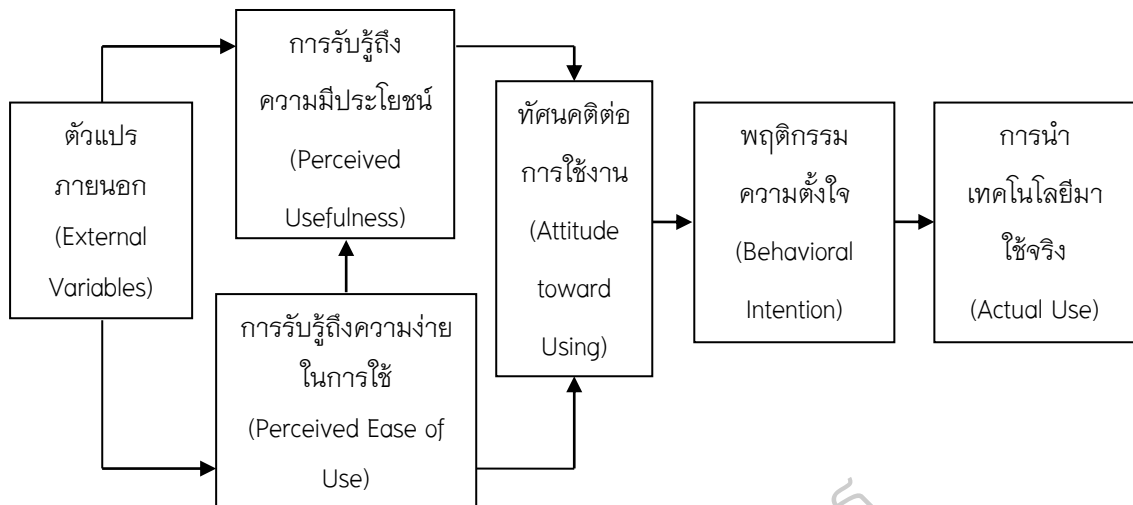 ตัวแปร
ภายนอก
(External
Variables)
การรับรู้ถึง
ความมีประโยชน์
(Perceived
Usefulness)
การรับรู้ถึงความง่าย
ในการใช้
(Perceived Ease of
Use)
ทัศนคติต่อ
การใช้งาน
(Attitude
toward
Using)
พฤติกรรม
ความตั้งใจ
(Behavioral
Intention)
การนำ
เทคโนโลยีมา
ใช้จริง
(Actual Use)